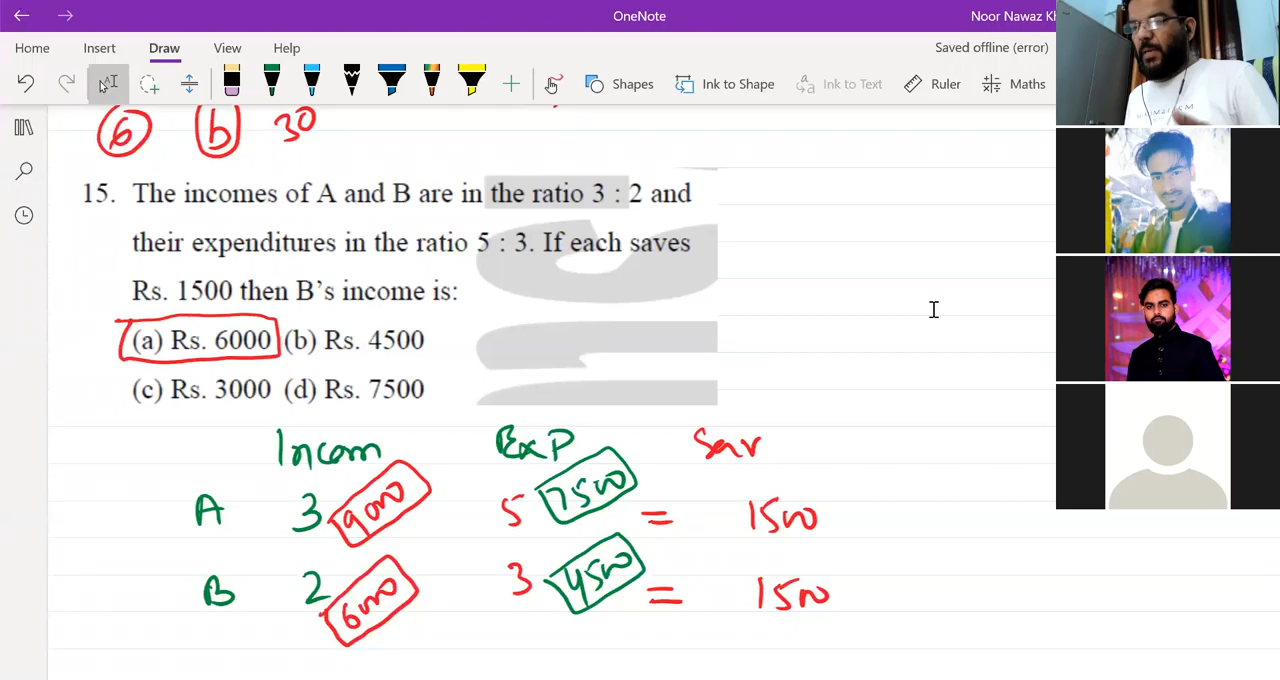 OneNote
Noor Nawaz Kh
Home Insert Draw View Help
Saved offline (error)
Shapes Ink to Shape Ink to Text Ruler Maths
6 b 30
15. The incomes of A and B are in the ratio 3 : 2 and
their expenditures in the ratio 5 : 3. If each saves
Rs. 1500 then B's income is:
(a) Rs. 6000 (b) Rs. 4500
(c) Rs. 3000 (d) Rs. 7500
Incom Exp Sav
A 3 9000 5 7500 = 1500
B 2 6000 3 4500 = 1500